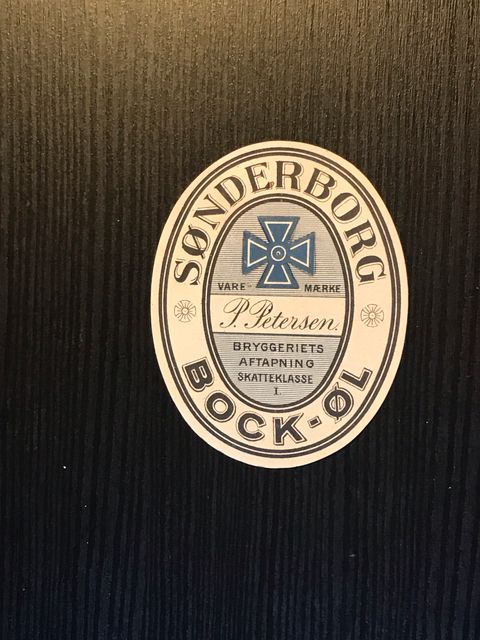 SØNDERBORG
VARE- MÆRKE
P. Petersen.
BRYGGERIETS
AFTAPNING
SKATTEKLASSE
I.
BOCK-ØL